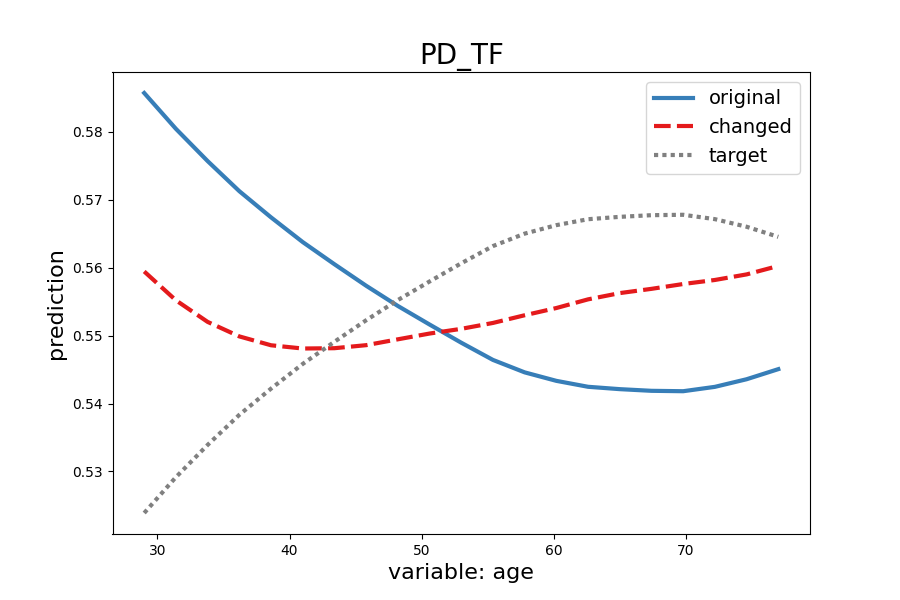 PD_TF
original
changed
target
prediction
0.58
0.57
0.56
0.55
0.54
0.53
30 40 50 60 70
variable: age